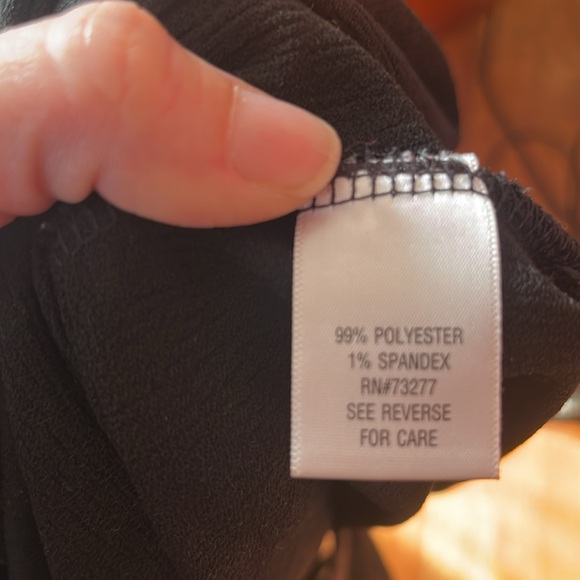 99% POLYESTER
1% SPANDEX
RN#73277
SEE REVERSE
FOR CARE